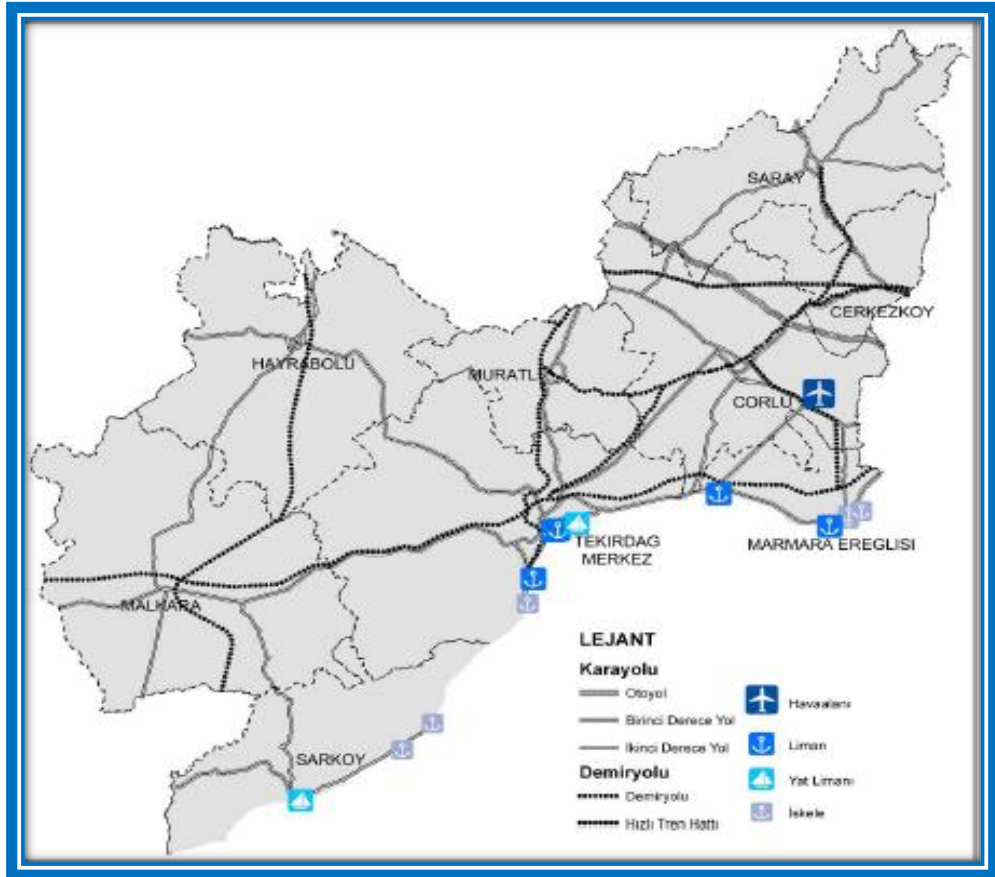 SARAY
CERKEZKOY
HAYRABOLU
MURATLI
CORLU
TEKIRDAG
MERKEZ
MARMARA EREGLISI
MALKARA
SARKOY
LEJANT
Karayolu
Otoyol
Birinci Derece Yol
İkinci Derece Yol
Demiryolu
Demiryolu
Hızlı Tren Hattı
Havaalanı
Liman
Yat Limanı
İskele